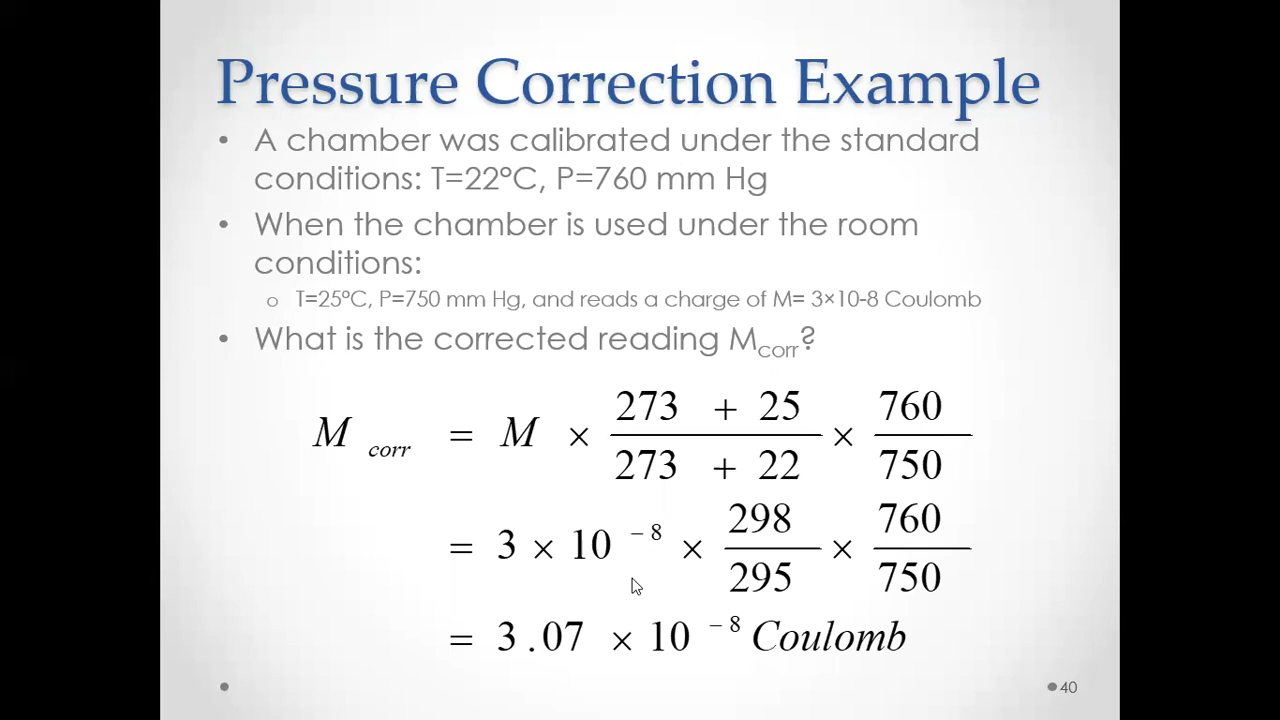 Pressure Correction Example
• A chamber was calibrated under the standard
conditions: T=22°C, P=760 mm Hg
• When the chamber is used under the room
conditions:
o T=25°C, P=750 mm Hg, and reads a charge of M= 3×10-8 Coulomb
• What is the corrected reading Mcorr?
M corr = M × (273 + 25)/(273 + 22) × 760/750
= 3 × 10⁻⁸ × 298/295 × 760/750
= 3.07 × 10⁻⁸ Coulomb
40